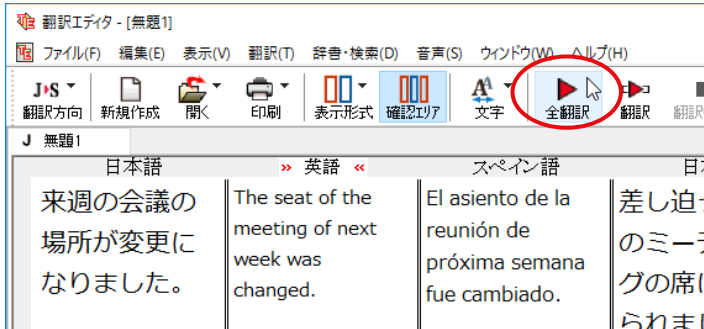 翻訳エディタ - [無題1]
ファイル(F) 編集(E) 表示(V) 翻訳(T) 辞書・検索(D) 音声(S) ウインドウ(W) ヘルプ(H)
J▸S
翻訳方向 新規作成 開く 印刷 表示形式 確認エリア 文字 全翻訳 翻訳 翻訳
J 無題1
日本語 » 英語 « スペイン語
来週の会議の
場所が変更に
なりました。
The seat of the
meeting of next
week was
changed.
El asiento de la
reunión de
próxima semana
fue cambiado.
差し迫
のミー
グの席
られま